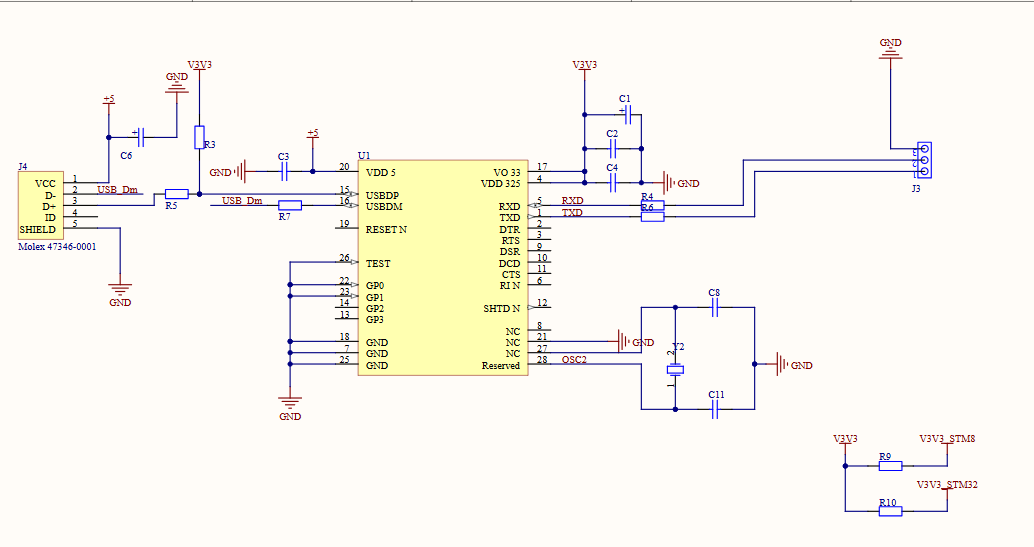 GND
V3V3
V3V3
GND
+5
C1
+5
C2
C6
R3
C3
U1
J4
GND
20
VDD 5
VO 33
17
C4
VCC
1
VDD 325
4
GND
J3
D-
2
USB_Dm
15
USBDP
R4
D+
3
R5
USB_Dm
16
USBDM
RXD
5
RXD
R6
ID
4
R7
TXD
1
TXD
SHIELD
5
19
RESET N
DTR
2
RTS
3
Molex 47346-0001
DSR
9
26
TEST
DCD
10
CTS
11
22
GP0
RI N
6
23
GP1
C8
GND
14
GP2
SHTD N
12
13
GP3
NC
8
18
GND
NC
21
GND
Y2
7
GND
NC
27
2
25
GND
Reserved
28
OSC2
GND
1
C11
GND
V3V3
V3V3_STM8
R9
V3V3_STM32
R10